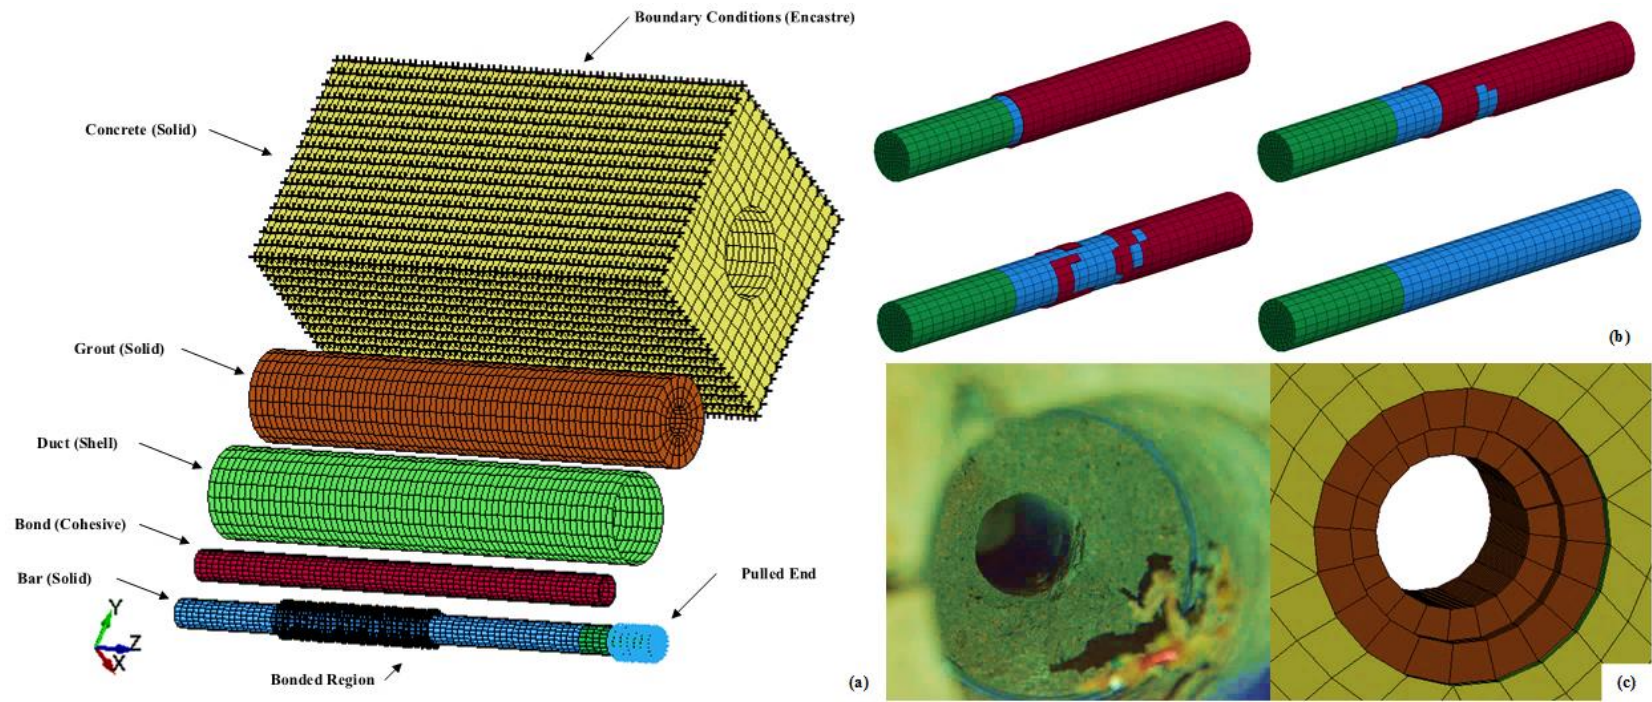 Boundary Conditions (Encastre)
Concrete (Solid)
Grout (Solid)
Duct (Shell)
Bond (Cohesive)
Bar (Solid)
Pulled End
Y
Z
X
Bonded Region
(a)
(b)
(c)